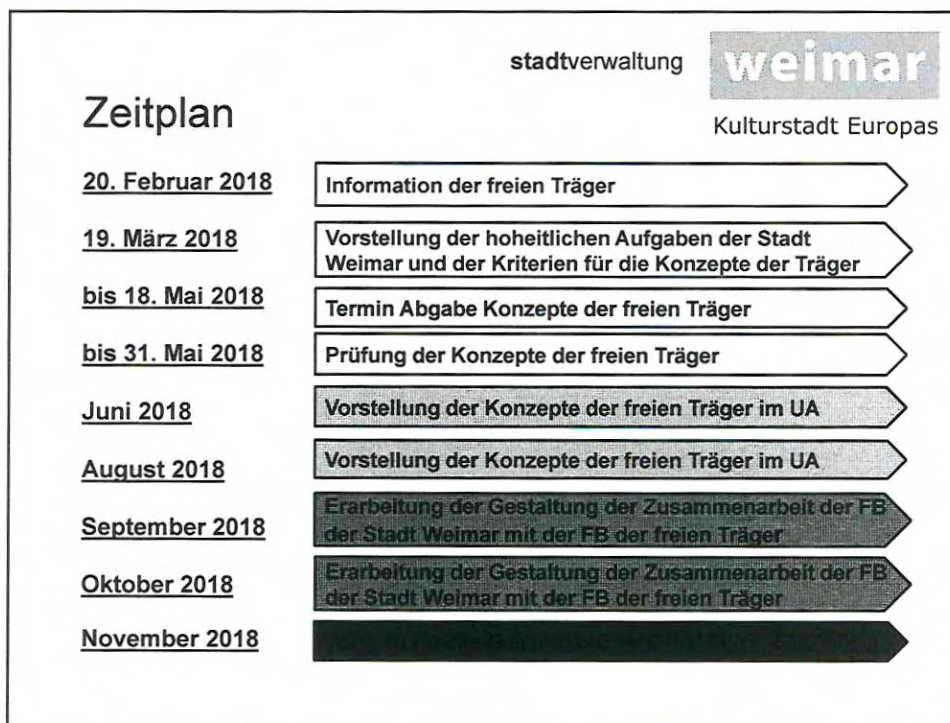 stadtverwaltung weimar
Kulturstadt Europas
Zeitplan
20. Februar 2018 Information der freien Träger
19. März 2018 Vorstellung der hoheitlichen Aufgaben der Stadt
Weimar und der Kriterien für die Konzepte der Träger
bis 18. Mai 2018 Termin Abgabe Konzepte der freien Träger
bis 31. Mai 2018 Prüfung der Konzepte der freien Träger
Juni 2018 Vorstellung der Konzepte der freien Träger im UA
August 2018 Vorstellung der Konzepte der freien Träger im UA
September 2018 Erarbeitung der Gestaltung der Zusammenarbeit der FB
der Stadt Weimar mit der FB der freien Träger
Oktober 2018 Erarbeitung der Gestaltung der Zusammenarbeit der FB
der Stadt Weimar mit der FB der freien Träger
November 2018